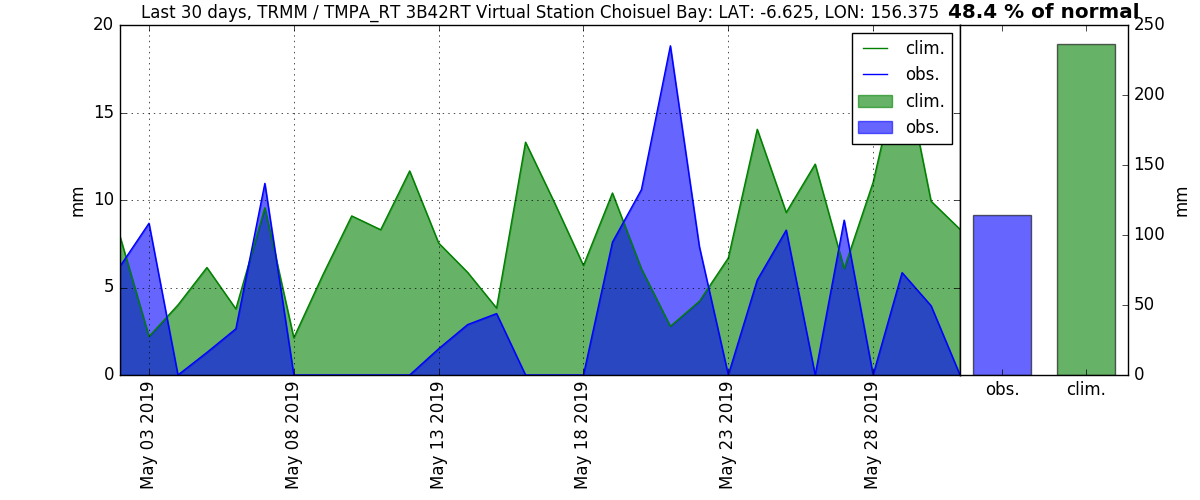 Last 30 days, TRMM / TMPA_RT 3B42RT Virtual Station Choisuel Bay: LAT: -6.625, LON: 156.375 48.4 % of normal
20
15
10
5
0
mm
clim.
obs.
clim.
obs.
May 03 2019
May 08 2019
May 13 2019
May 18 2019
May 23 2019
May 28 2019
250
200
150
100
50
0
mm
obs.
clim.